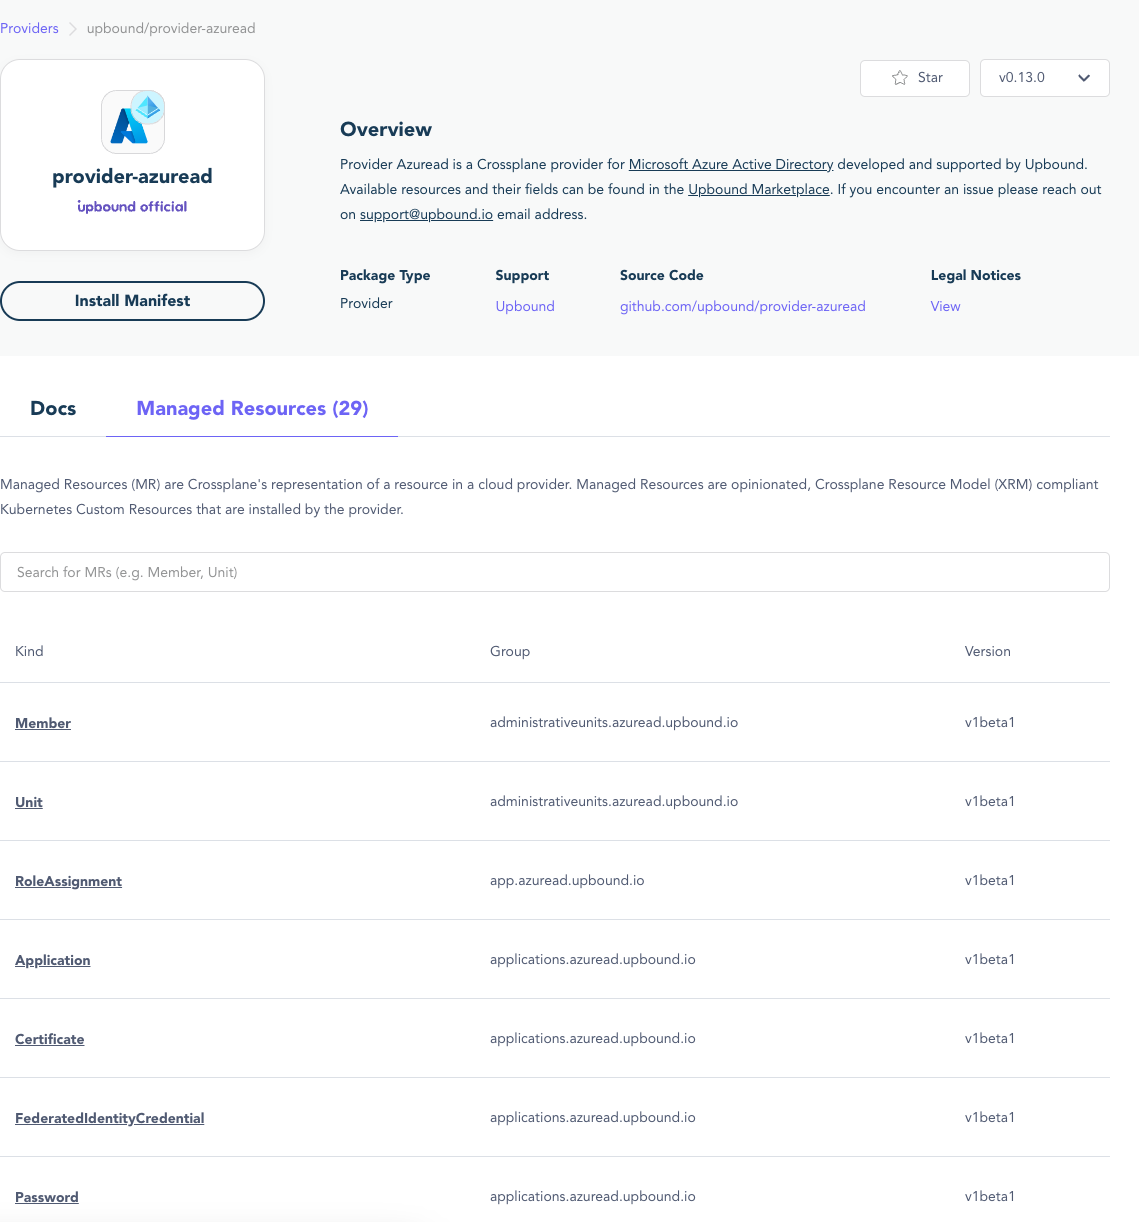 Providers upbound/provider-azuread
Star
v0.13.0
provider-azuread
upbound official
Install Manifest
Overview
Provider Azuread is a Crossplane provider for Microsoft Azure Active Directory developed and supported by Upbound.
Available resources and their fields can be found in the Upbound Marketplace. If you encounter an issue please reach out
on support@upbound.io email address.
Package Type Support Source Code Legal Notices
Provider Upbound github.com/upbound/provider-azuread View
Docs Managed Resources (29)
Managed Resources (MR) are Crossplane's representation of a resource in a cloud provider. Managed Resources are opinionated, Crossplane Resource Model (XRM) compliant
Kubernetes Custom Resources that are installed by the provider.
Search for MRs (e.g. Member, Unit)
Kind Group Version
Member administrativeunits.azuread.upbound.io v1beta1
Unit administrativeunits.azuread.upbound.io v1beta1
RoleAssignment app.azuread.upbound.io v1beta1
Application applications.azuread.upbound.io v1beta1
Certificate applications.azuread.upbound.io v1beta1
FederatedIdentityCredential applications.azuread.upbound.io v1beta1
Password applications.azuread.upbound.io v1beta1